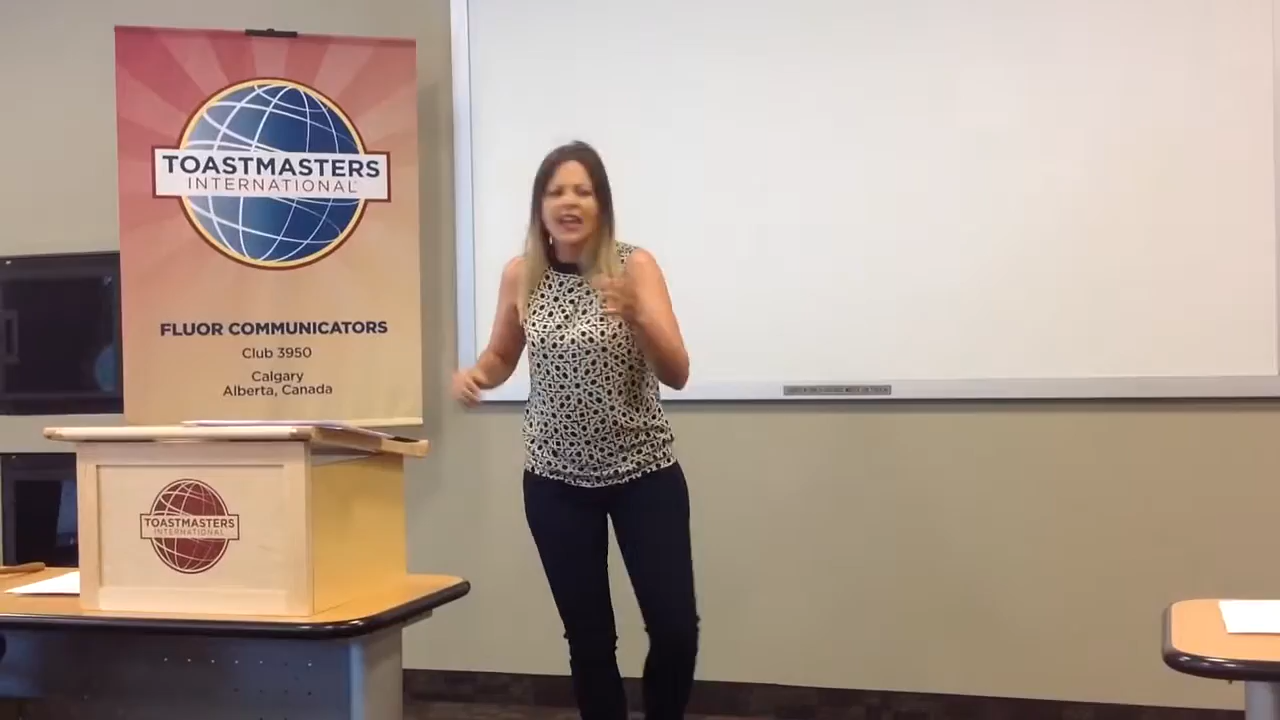 TOASTMASTERS
INTERNATIONAL
FLUOR COMMUNICATORS
Club 3950
Calgary
Alberta, Canada
TOASTMASTERS
INTERNATIONAL